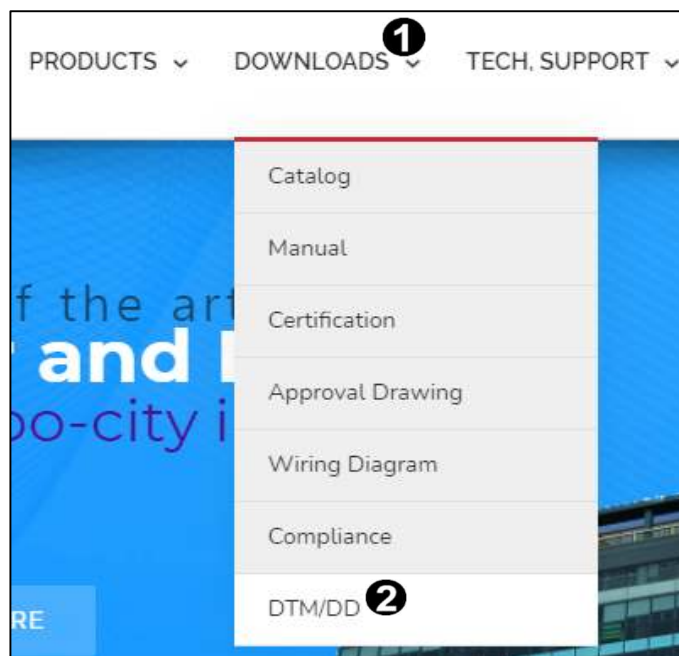 1
PRODUCTS DOWNLOADS TECH, SUPPORT
Catalog
Manual
f the art
Certification
and
Approval Drawing
oo-city i
Wiring Diagram
Compliance
DTM/DD 2
RE